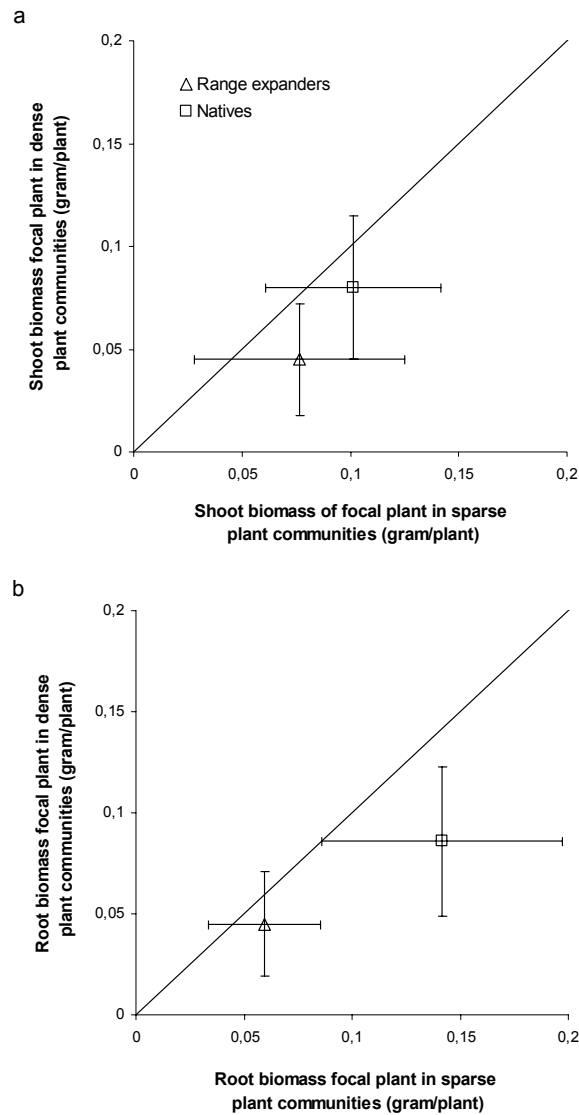 a
Shoot biomass focal plant in dense
plant communities (gram/plant)
0,2
0,15
0,1
0,05
0
Range expanders
Natives
0
0,05
0,1
0,15
0,2
Shoot biomass of focal plant in sparse
plant communities (gram/plant)
b
Root biomass focal plant in dense
plant communities (gram/plant)
0,2
0,15
0,1
0,05
0
0
0,05
0,1
0,15
0,2
Root biomass focal plant in sparse
plant communities (gram/plant)